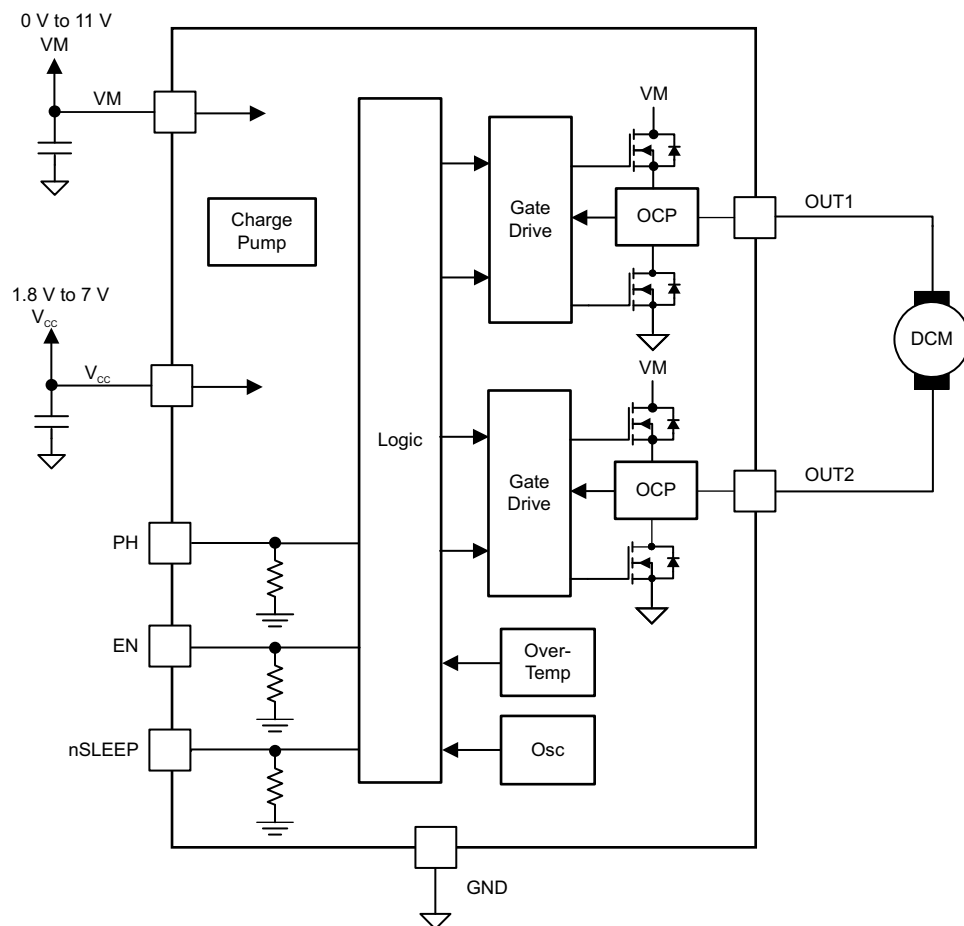 0 V to 11 V
VM
VM
Charge
Pump
1.8 V to 7 V
VCC
VCC
PH
EN
nSLEEP
Logic
Gate
Drive
VM
OCP
OUT1
DCM
Gate
Drive
VM
OCP
OUT2
Over-
Temp
Osc
GND